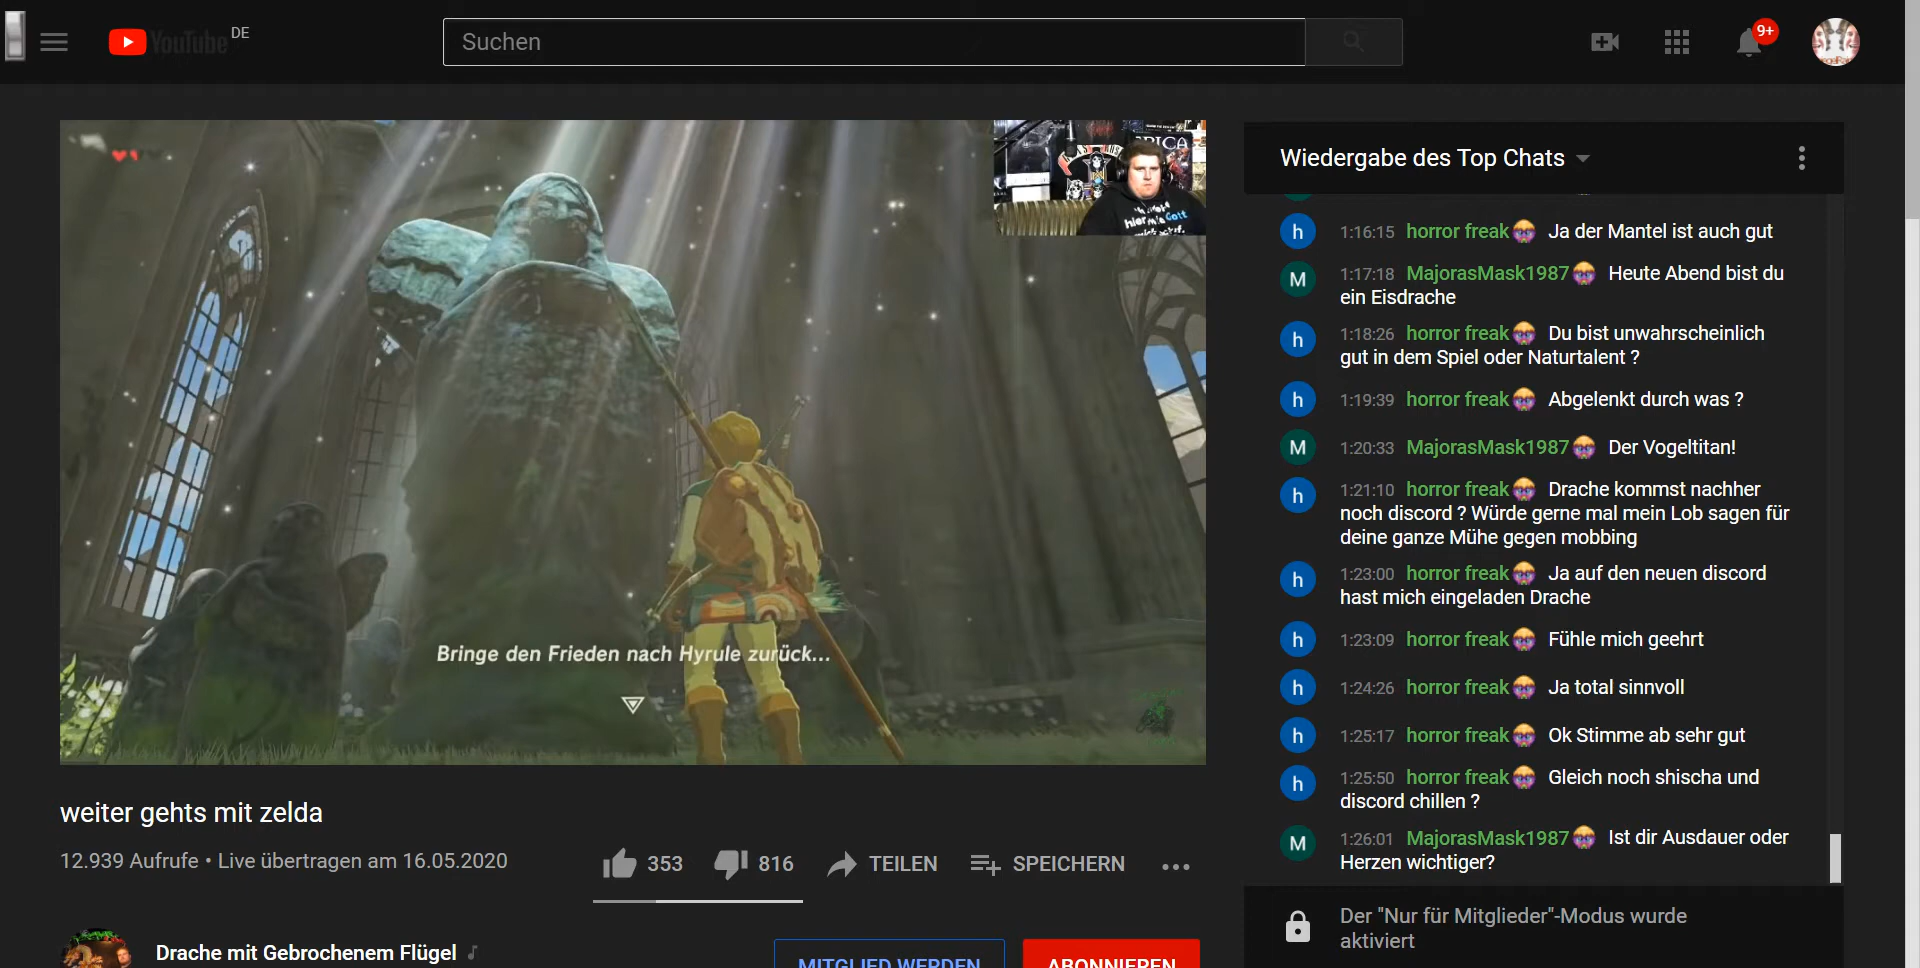 YouTube DE
Suchen
9+
Wiedergabe des Top Chats
h 1:16:15 horror freak Ja der Mantel ist auch gut
M 1:17:18 MajorasMask1987 Heute Abend bist du
ein Eisdrache
h 1:18:26 horror freak Du bist unwahrscheinlich
gut in dem Spiel oder Naturtalent ?
h 1:19:39 horror freak Abgelenkt durch was ?
M 1:20:33 MajorasMask1987 Der Vogeltitan!
h 1:21:10 horror freak Drache kommst nachher
noch discord ? Würde gerne mal mein Lob sagen für
deine ganze Mühe gegen mobbing
h 1:23:00 horror freak Ja auf den neuen discord
hast mich eingeladen Drache
h 1:23:09 horror freak Fühle mich geehrt
h 1:24:26 horror freak Ja total sinnvoll
h 1:25:17 horror freak Ok Stimme ab sehr gut
h 1:25:50 horror freak Gleich noch shischa und
discord chillen ?
M 1:26:01 MajorasMask1987 Ist dir Ausdauer oder
Herzen wichtiger?
Der "Nur für Mitglieder"-Modus wurde
aktiviert
hier Gott
Bringe den Frieden nach Hyrule zurück...
weiter gehts mit zelda
12.939 Aufrufe • Live übertragen am 16.05.2020
353 816 TEILEN SPEICHERN
Drache mit Gebrochenem Flügel
MITGLIED WERDEN ABONNIEREN